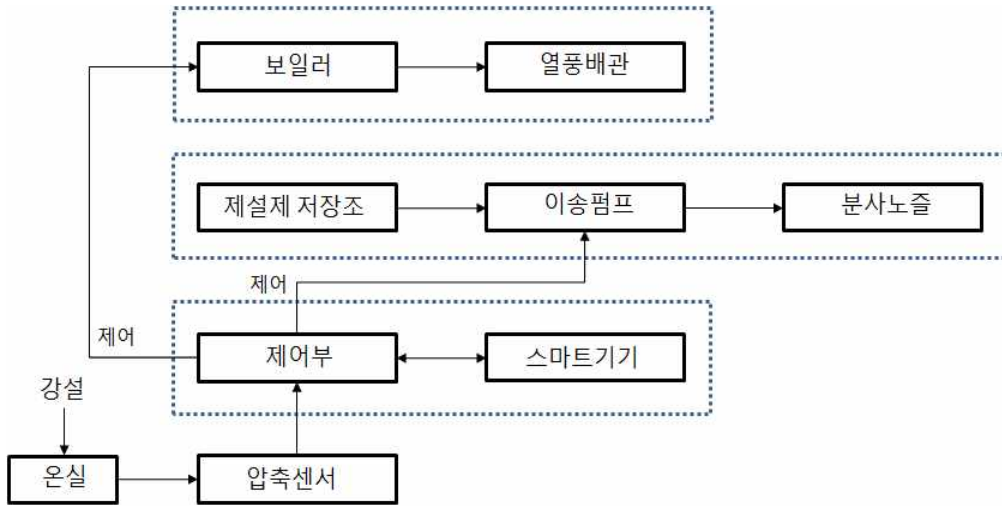 보일러
열풍배관
제설제 저장조
이송펌프
분사노즐
제어
제어
제어부
스마트기기
강설
온실
압축센서